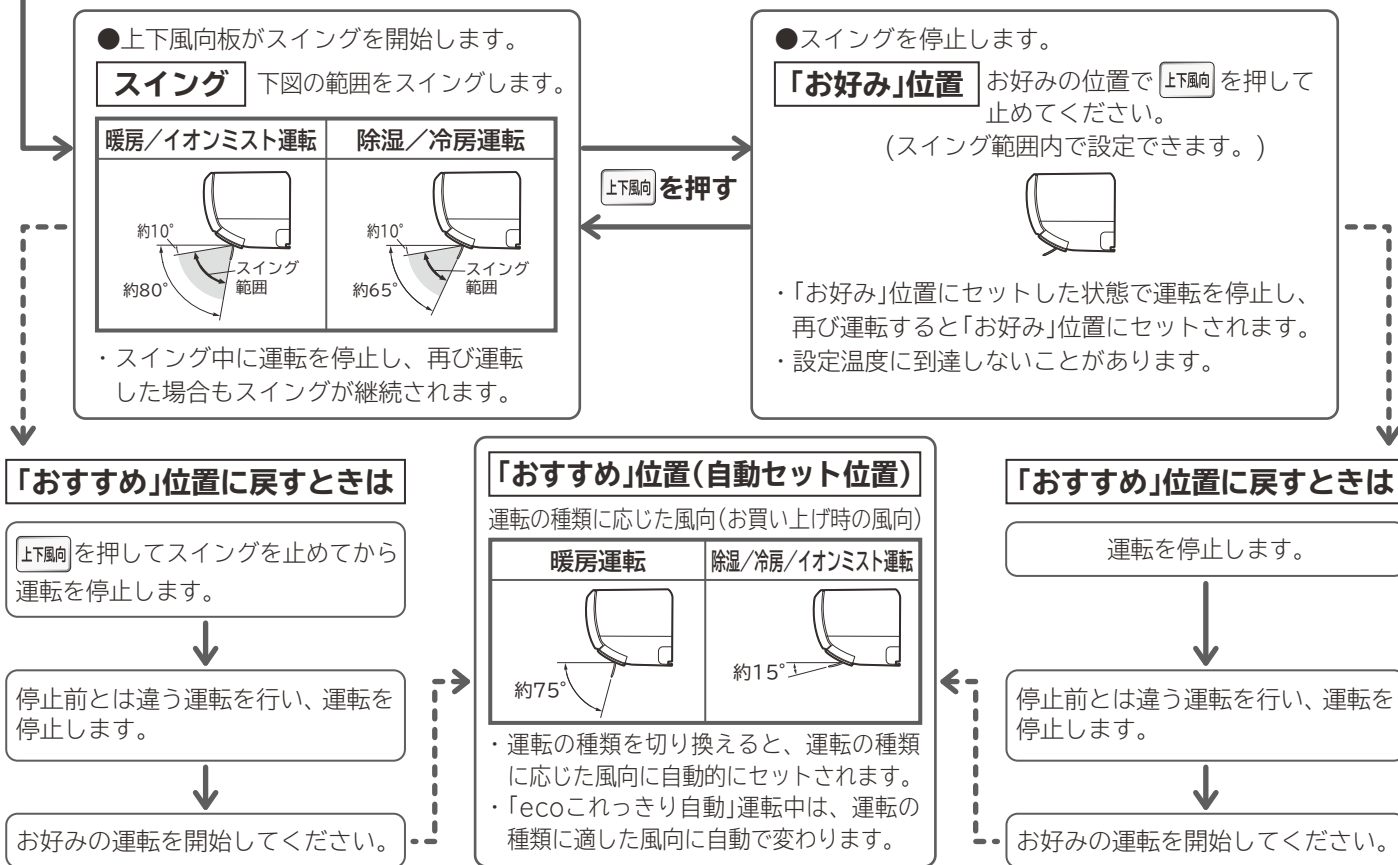 ●上下風向板がスイングを開始します。
スイング 下図の範囲をスイングします。
暖房／イオンミスト運転 除湿／冷房運転
約10°
スイング
範囲
約80°
約10°
スイング
範囲
約65°
・スイング中に運転を停止し、再び運転
した場合もスイングが継続されます。
上下風向を押す
●スイングを停止します。
「お好み」位置 お好みの位置で上下風向を押して
止めてください。
(スイング範囲内で設定できます。)
・「お好み」位置にセットした状態で運転を停止し、
再び運転すると「お好み」位置にセットされます。
・設定温度に到達しないことがあります。
「おすすめ」位置に戻すときは
上下風向を押してスイングを止めてから
運転を停止します。
停止前とは違う運転を行い、運転を
停止します。
お好みの運転を開始してください。
「おすすめ」位置(自動セット位置)
運転の種類に応じた風向(お買い上げ時の風向)
暖房運転 除湿／冷房／イオンミスト運転
約75°
約15°
・運転の種類を切り換えると、運転の種類
に応じた風向に自動的にセットされます。
・「ecoこれっきり自動」運転中は、運転の
種類に適した風向に自動で変わります。
「おすすめ」位置に戻すときは
運転を停止します。
停止前とは違う運転を行い、運転を
停止します。
お好みの運転を開始してください。